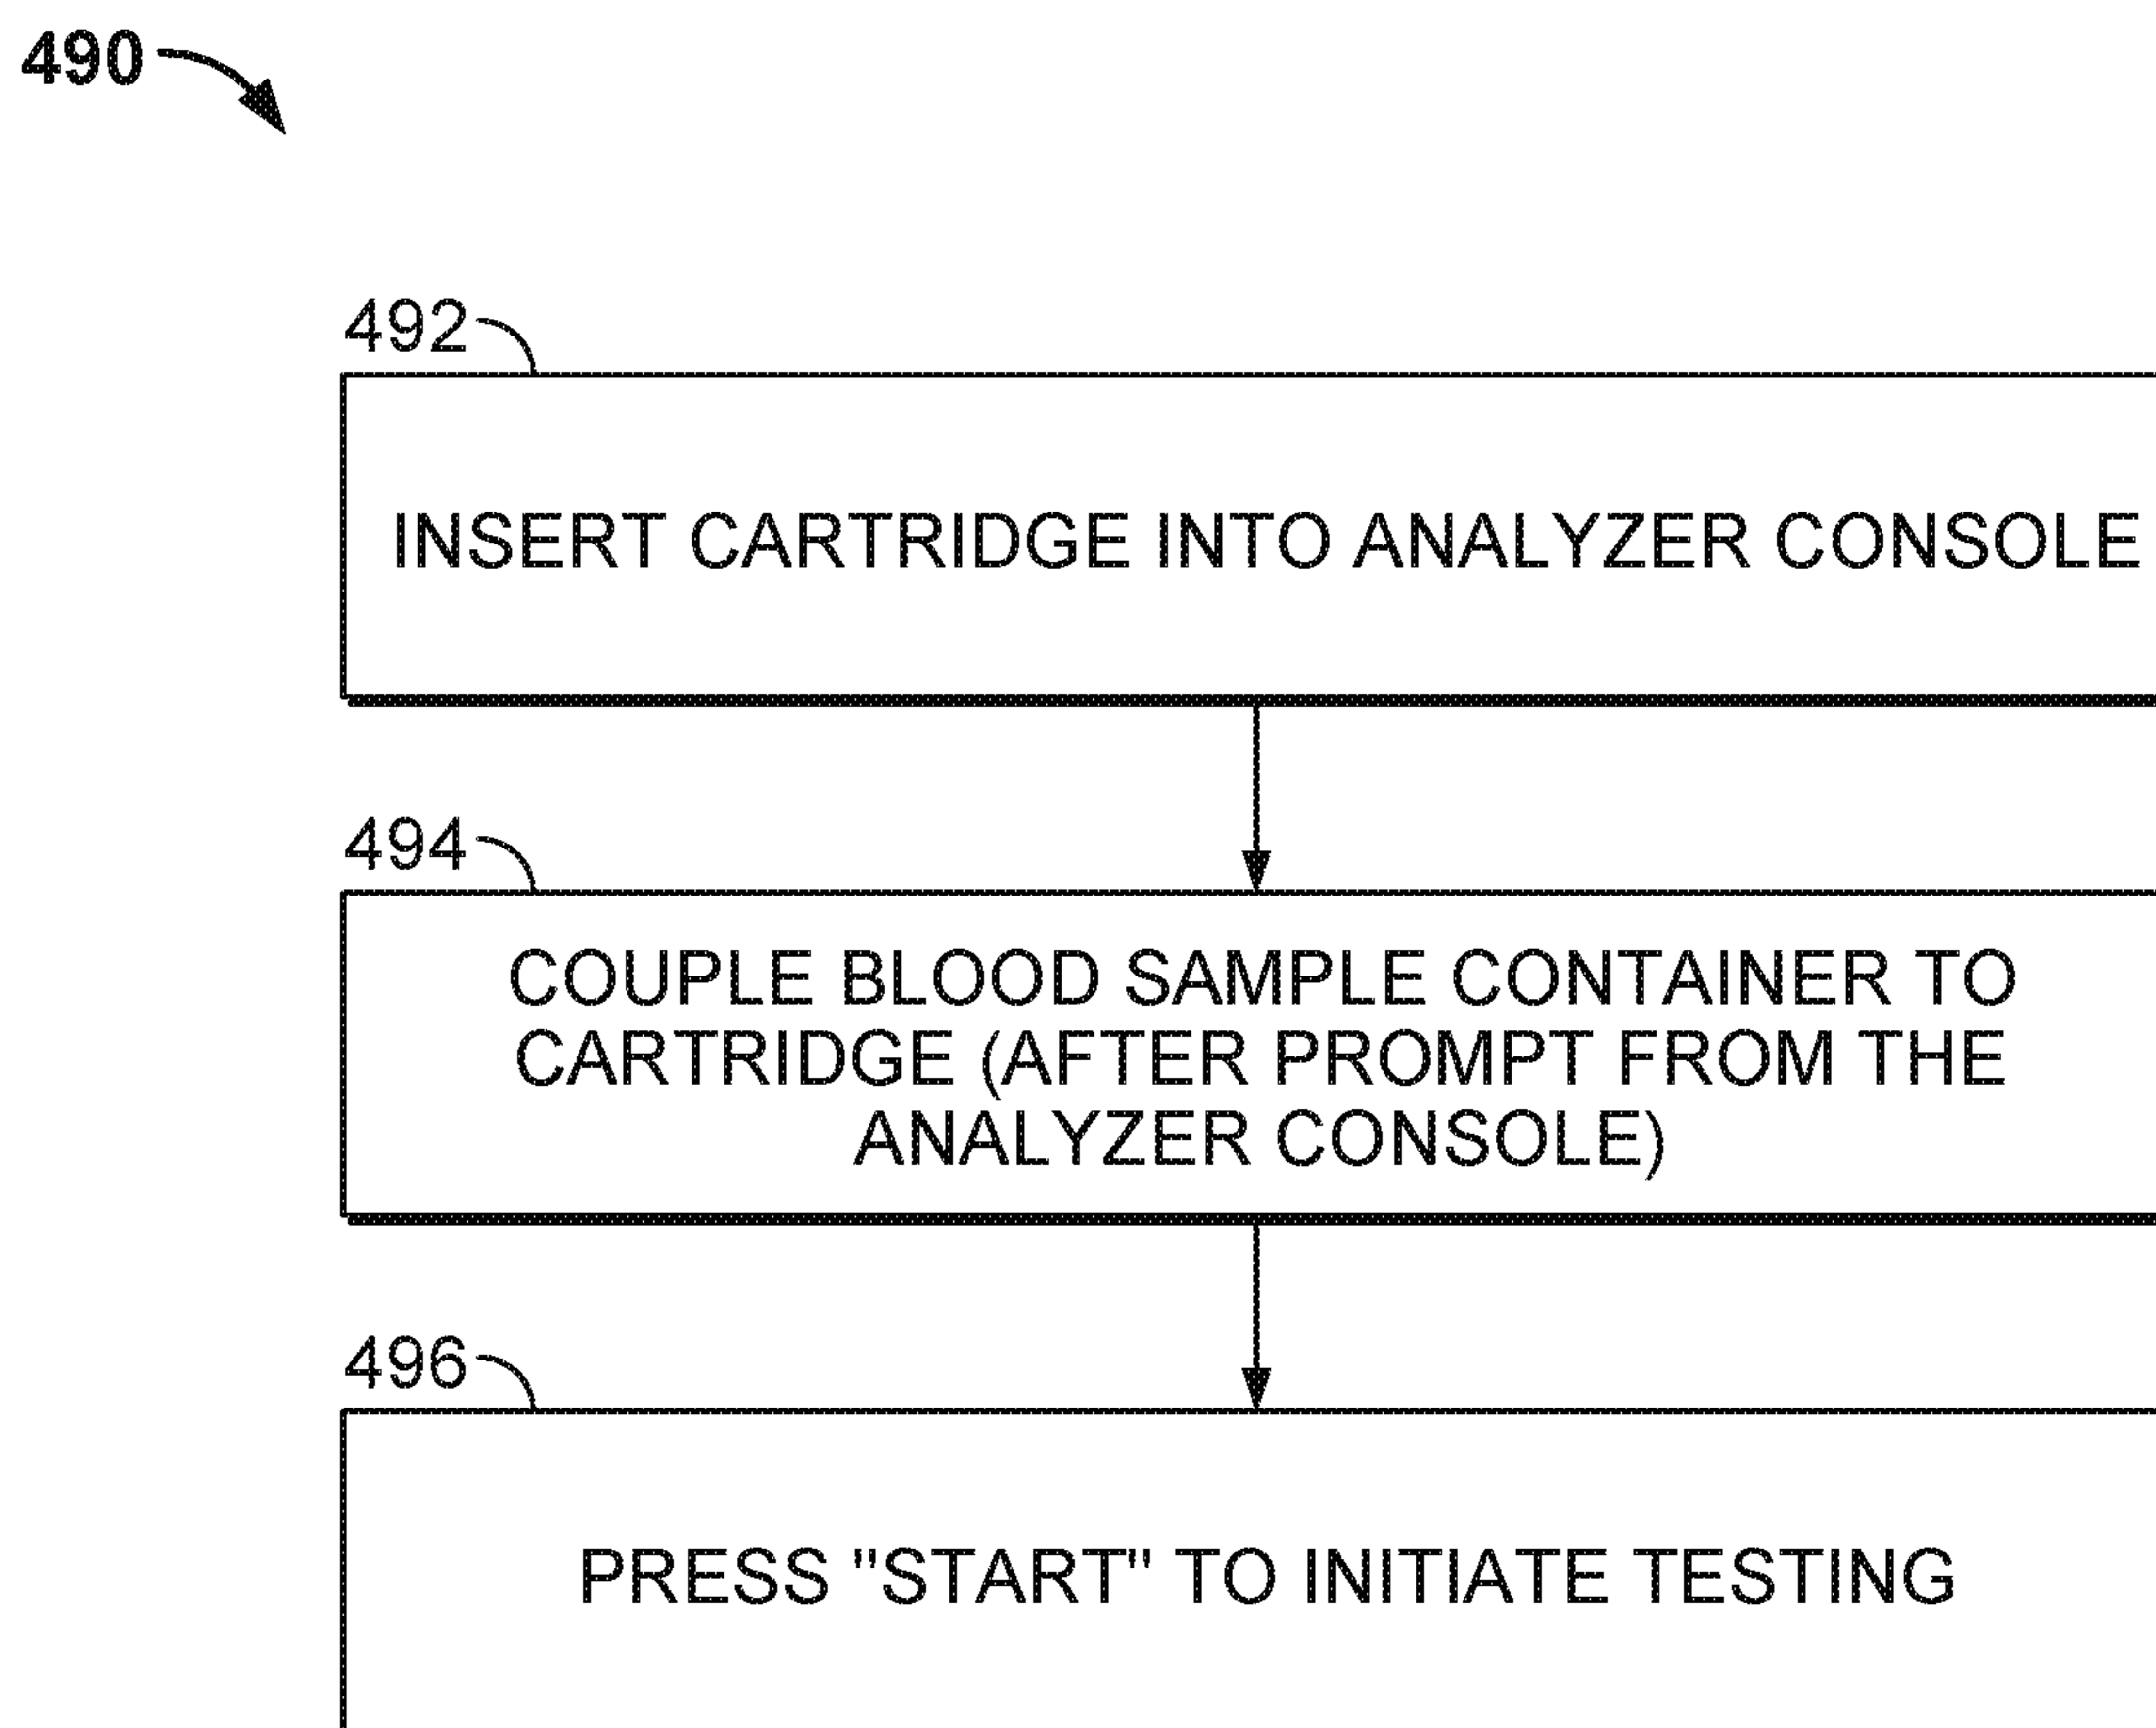 490
492
INSERT CARTRIDGE INTO ANALYZER CONSOLE
494
COUPLE BLOOD SAMPLE CONTAINER TO
CARTRIDGE (AFTER PROMPT FROM THE
ANALYZER CONSOLE)
496
PRESS "START" TO INITIATE TESTING